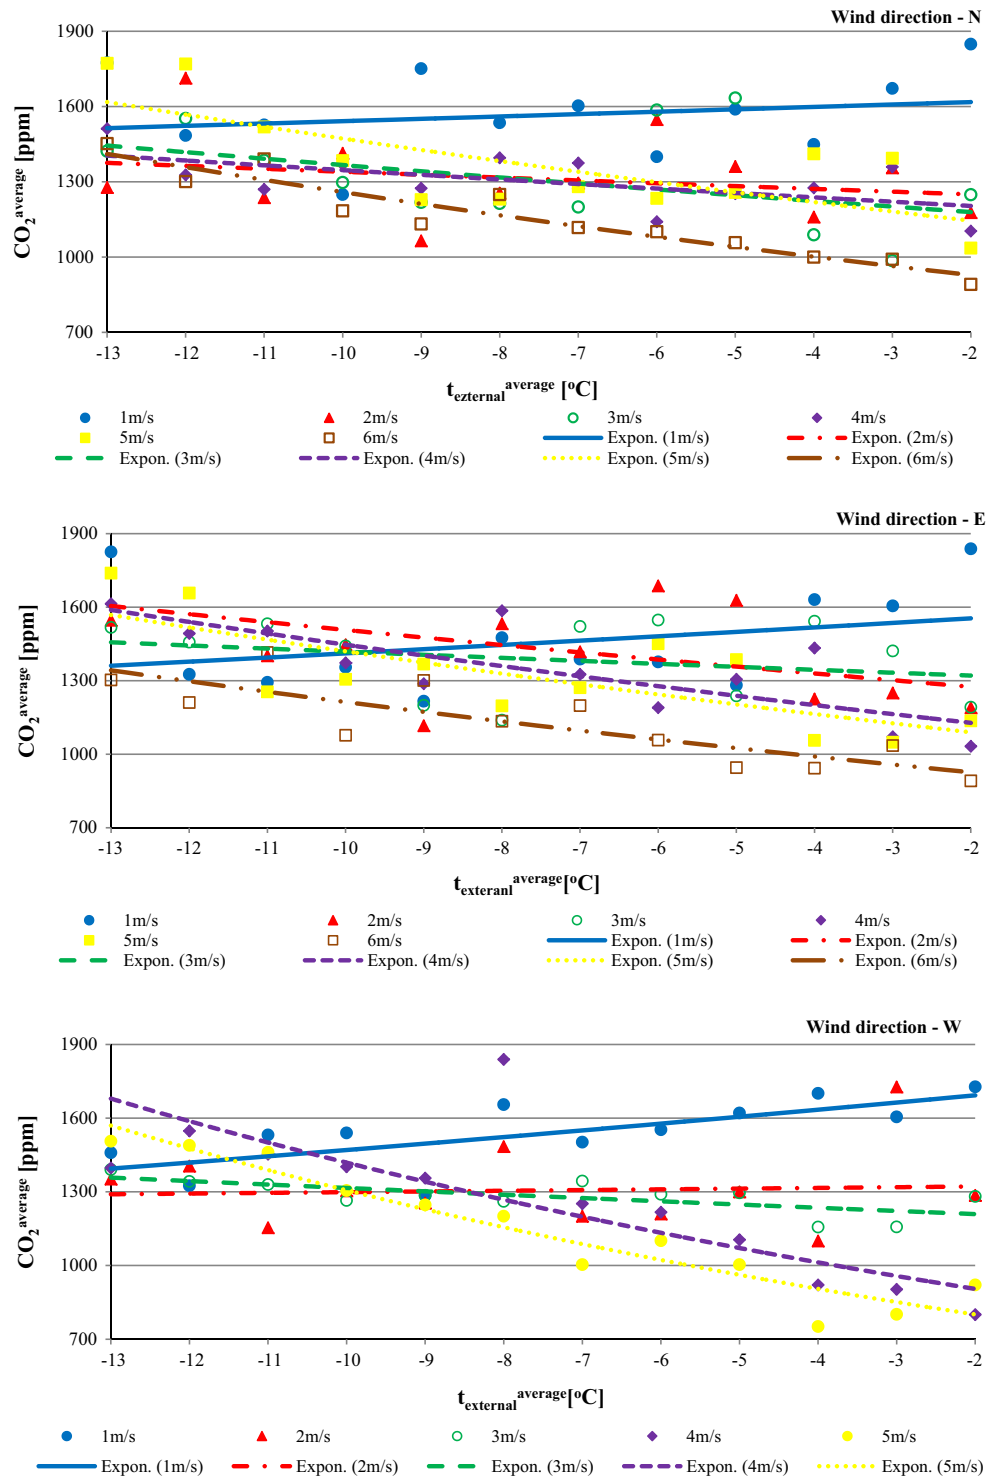 Wind direction - N
1900
1600
1300
1000
700
CO2 average [ppm]
-13 -12 -11 -10 -9 -8 -7 -6 -5 -4 -3 -2
tezternal average [°C]
1m/s 2m/s 3m/s 4m/s
5m/s 6m/s Expon. (1m/s) Expon. (2m/s)
Expon. (3m/s) Expon. (4m/s) Expon. (5m/s) Expon. (6m/s)
Wind direction - E
1900
1600
1300
1000
700
CO2 average [ppm]
-13 -12 -11 -10 -9 -8 -7 -6 -5 -4 -3 -2
texteranl average[°C]
1m/s 2m/s 3m/s 4m/s
5m/s 6m/s Expon. (1m/s) Expon. (2m/s)
Expon. (3m/s) Expon. (4m/s) Expon. (5m/s) Expon. (6m/s)
Wind direction - W
1900
1600
1300
1000
700
CO2 average [ppm]
-13 -12 -11 -10 -9 -8 -7 -6 -5 -4 -3 -2
texternal average[°C]
1m/s 2m/s 3m/s 4m/s 5m/s
Expon. (1m/s) Expon. (2m/s) Expon. (3m/s) Expon. (4m/s) Expon. (5m/s)